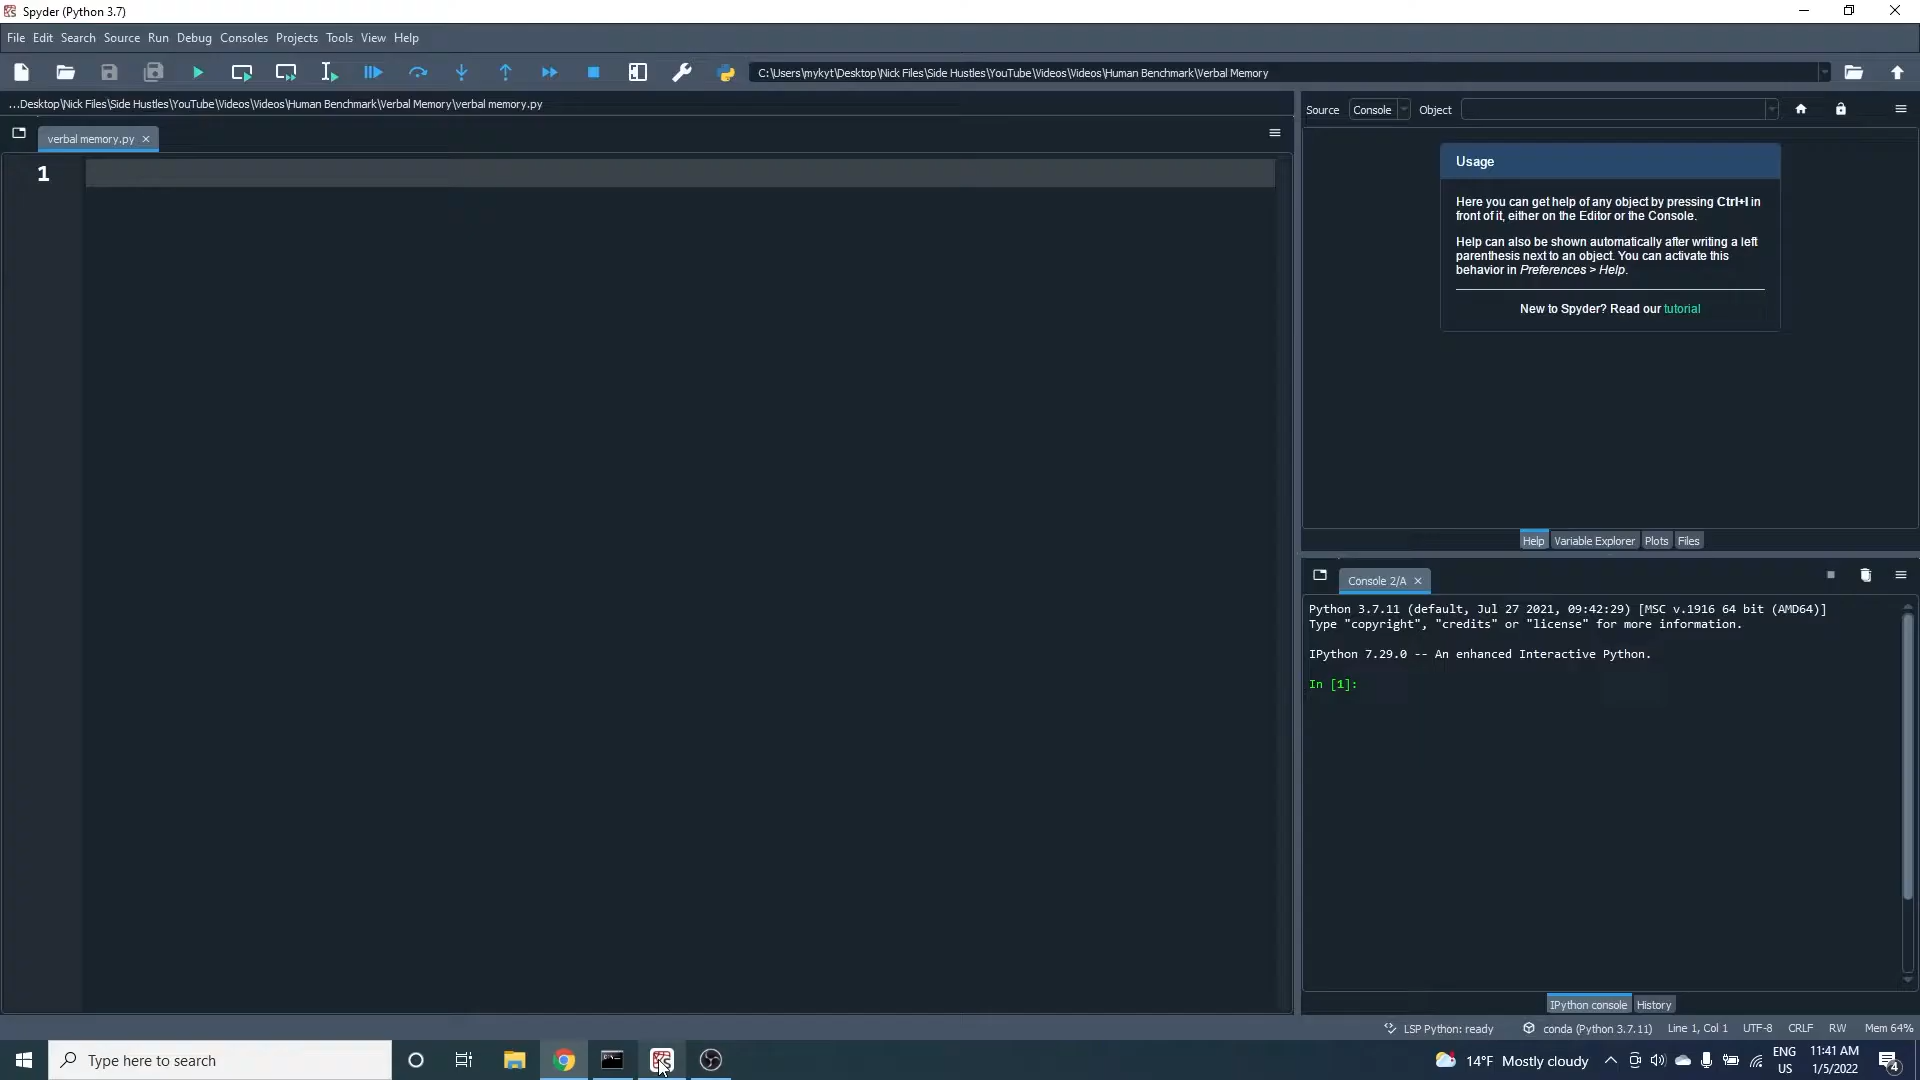 Spyder (Python 3.7)
File Edit Search Source Run Debug Consoles Projects Tools View Help
C:\Users\mykyt\Desktop\Nick Files\Side Hustles\YouTube\Videos\Videos\Human Benchmark\Verbal Memory
...Desktop\Nick Files\Side Hustles\YouTube\Videos\Videos\Human Benchmark\Verbal Memory\verbal memory.py
verbal memory.py
1
Source Console Object
Usage
Here you can get help of any object by pressing Ctrl+I in
front of it, either on the Editor or the Console.
Help can also be shown automatically after writing a left
parenthesis next to an object. You can activate this
behavior in Preferences > Help.
New to Spyder? Read our tutorial
Help Variable Explorer Plots Files
Console 2/A
Python 3.7.11 (default, Jul 27 2021, 09:42:29) [MSC v.1916 64 bit (AMD64)]
Type "copyright", "credits" or "license" for more information.
IPython 7.29.0 -- An enhanced Interactive Python.
In [1]:
IPython console History
LSP Python: ready conda (Python 3.7.11) Line 1, Col 1 UTF-8 CRLF RW Mem 64%
Type here to search
14°F Mostly cloudy
ENG
US
11:41 AM
1/5/2022
4